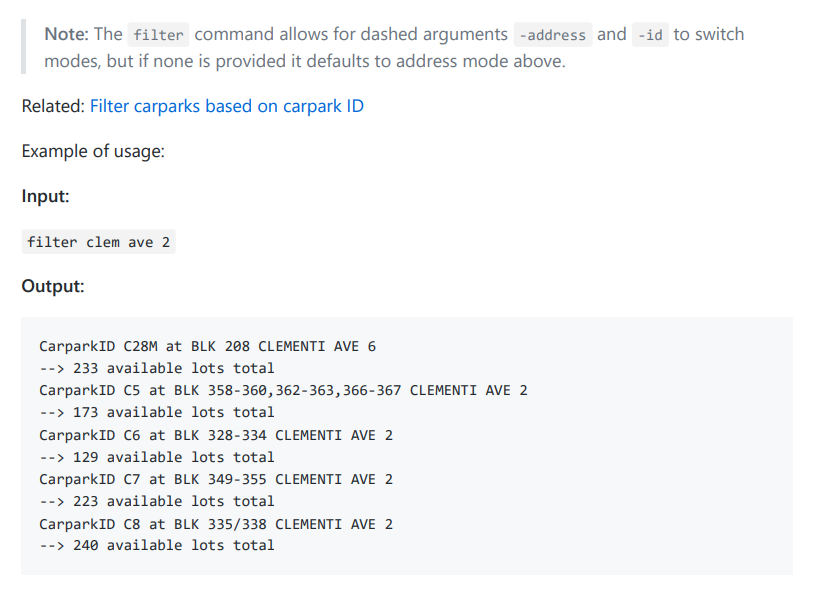 Note: The filter command allows for dashed arguments -address and -id to switch
modes, but if none is provided it defaults to address mode above.
Related: Filter carparks based on carpark ID
Example of usage:
Input:
filter clem ave 2
Output:
CarparkID C28M at BLK 208 CLEMENTI AVE 6
--> 233 available lots total
CarparkID C5 at BLK 358-360,362-363,366-367 CLEMENTI AVE 2
--> 173 available lots total
CarparkID C6 at BLK 328-334 CLEMENTI AVE 2
--> 129 available lots total
CarparkID C7 at BLK 349-355 CLEMENTI AVE 2
--> 223 available lots total
CarparkID C8 at BLK 335/338 CLEMENTI AVE 2
--> 240 available lots total